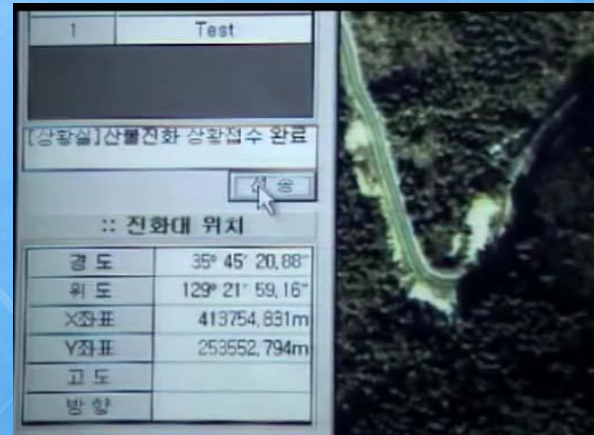 1 Test
[상황실]산불진화 상황접수 완료
전송
:: 진화대 위치
경도 35° 45' 20,88"
위도 129° 21' 59,16"
X좌표 413754,831m
Y좌표 253552,794m
고도
방향